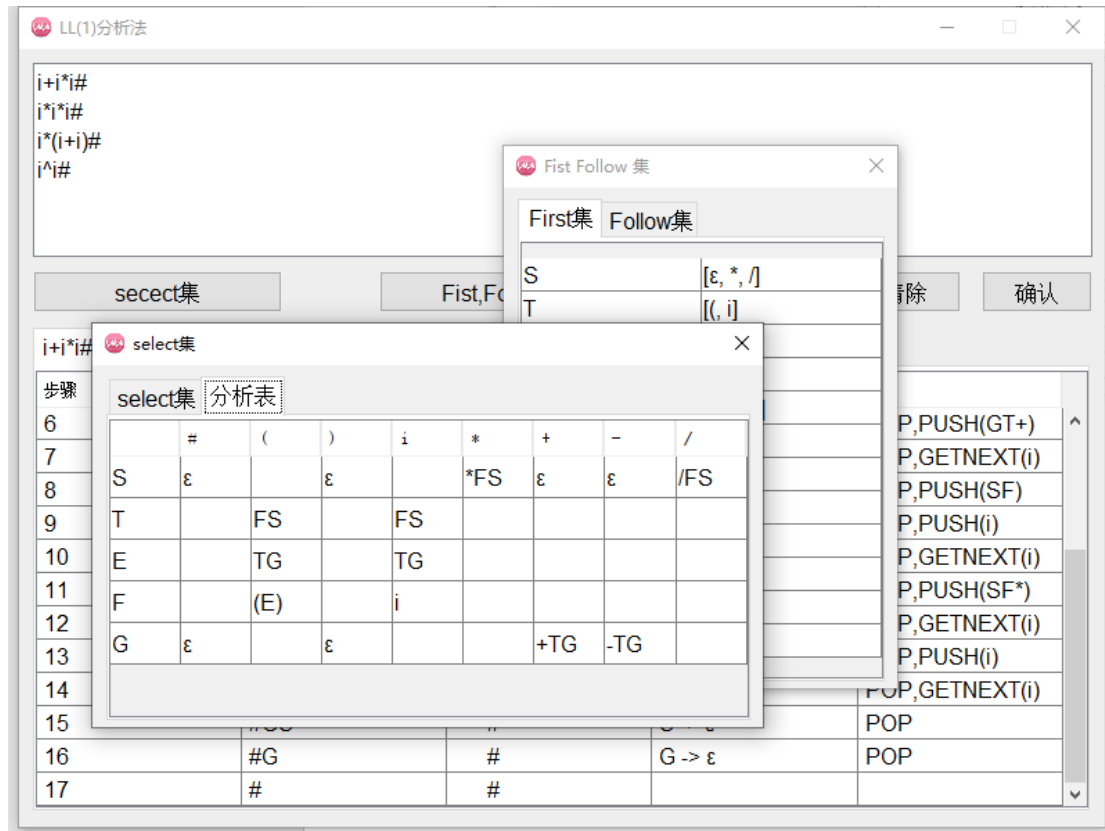 LL(1)分析法
i+i*i#
i*i*i#
i*(i+i)#
i^i#
Fist Follow 集
First集 Follow集
S [ε, *, /]
T [(, i]
secect集 Fist,Fo 清除 确认
i+i*i#
select集
select集 分析表
# ( ) i * + - /
S ε ε *FS ε ε /FS
T FS FS
E TG TG
F (E) i
G ε ε +TG -TG
步骤
6 P,PUSH(GT+)
7 P,GETNEXT(i)
8 P,PUSH(SF)
9 P,PUSH(i)
10 P,GETNEXT(i)
11 P,PUSH(SF*)
12 P,GETNEXT(i)
13 P,PUSH(i)
14 POP,GETNEXT(i)
15 # POP
16 #G # G -> ε POP
17 # #